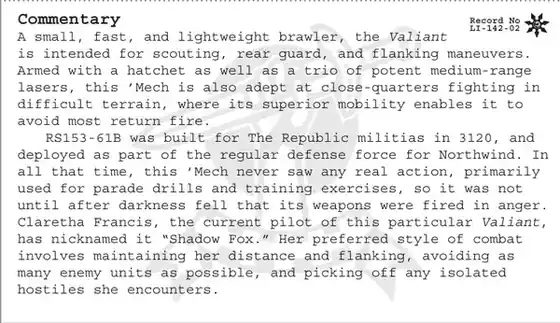 Commentary
Record No
LI-142-02
A small, fast, and lightweight brawler, the Valiant
is intended for scouting, rear guard, and flanking maneuvers.
Armed with a hatchet as well as a trio of potent medium-range
lasers, this ’Mech is also adept at close-quarters fighting in
difficult terrain, where its superior mobility enables it to
avoid most return fire.
RS153-61B was built for The Republic militias in 3120, and
deployed as part of the regular defense force for Northwind. In
all that time, this ’Mech never saw any real action, primarily
used for parade drills and training exercises, so it was not
until after darkness fell that its weapons were fired in anger.
Claretha Francis, the current pilot of this particular Valiant,
has nicknamed it “Shadow Fox.” Her preferred style of combat
involves maintaining her distance and flanking, avoiding as
many enemy units as possible, and picking off any isolated
hostiles she encounters.